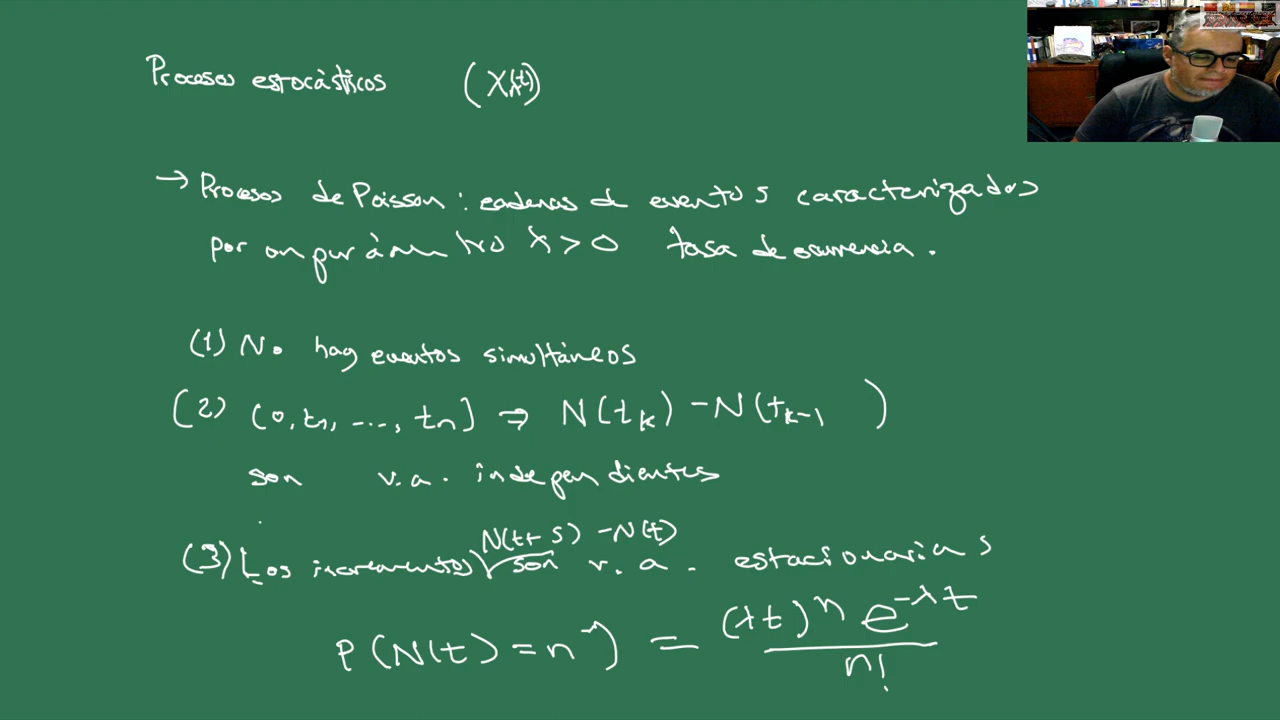 Procesos estocásticos (X(t))
→ Procesos de Poisson: cadenas de eventos caracterizados
por un parámetro λ > 0 tasa de ocurrencia.
(1) No hay eventos simultáneos
(2) (0, t₁, ..., tₙ] ⇒ N(tₖ) - N(tₖ₋₁)
son v.a. independientes
N(t+s) - N(t)
(3) Los incrementos √ son v.a. estacionarias
P(N(t) = n) = (λt)ⁿ e^{-λt} / n!